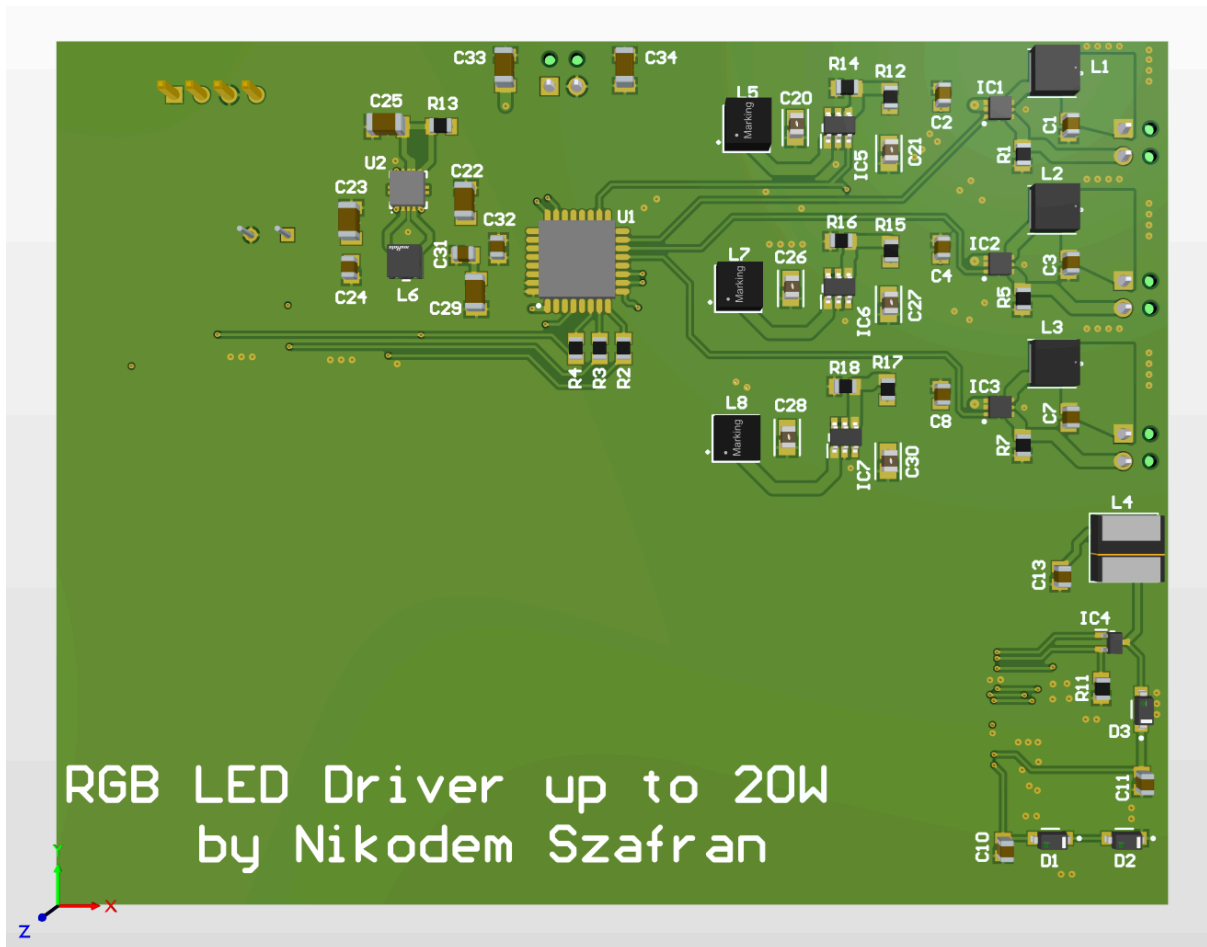 C33
C34
R14
R12
L1
L5
C20
IC1
C2
C1
C25
R13
Marking
R1
U2
IC5
C21
L2
C23
C22
U1
C32
R16
R15
L7
C26
IC2
C4
C3
C31
Marking
L6
C24
C29
IC6
C27
R5
L3
R4
R3
R2
R18
R17
IC3
L8
C28
C8
C7
Marking
R7
IC7
C30
L4
C13
IC4
R11
D3
C11
RGB LED Driver up to 20W
by Nikodem Szafran
C10
D1
D2
Y
X
Z